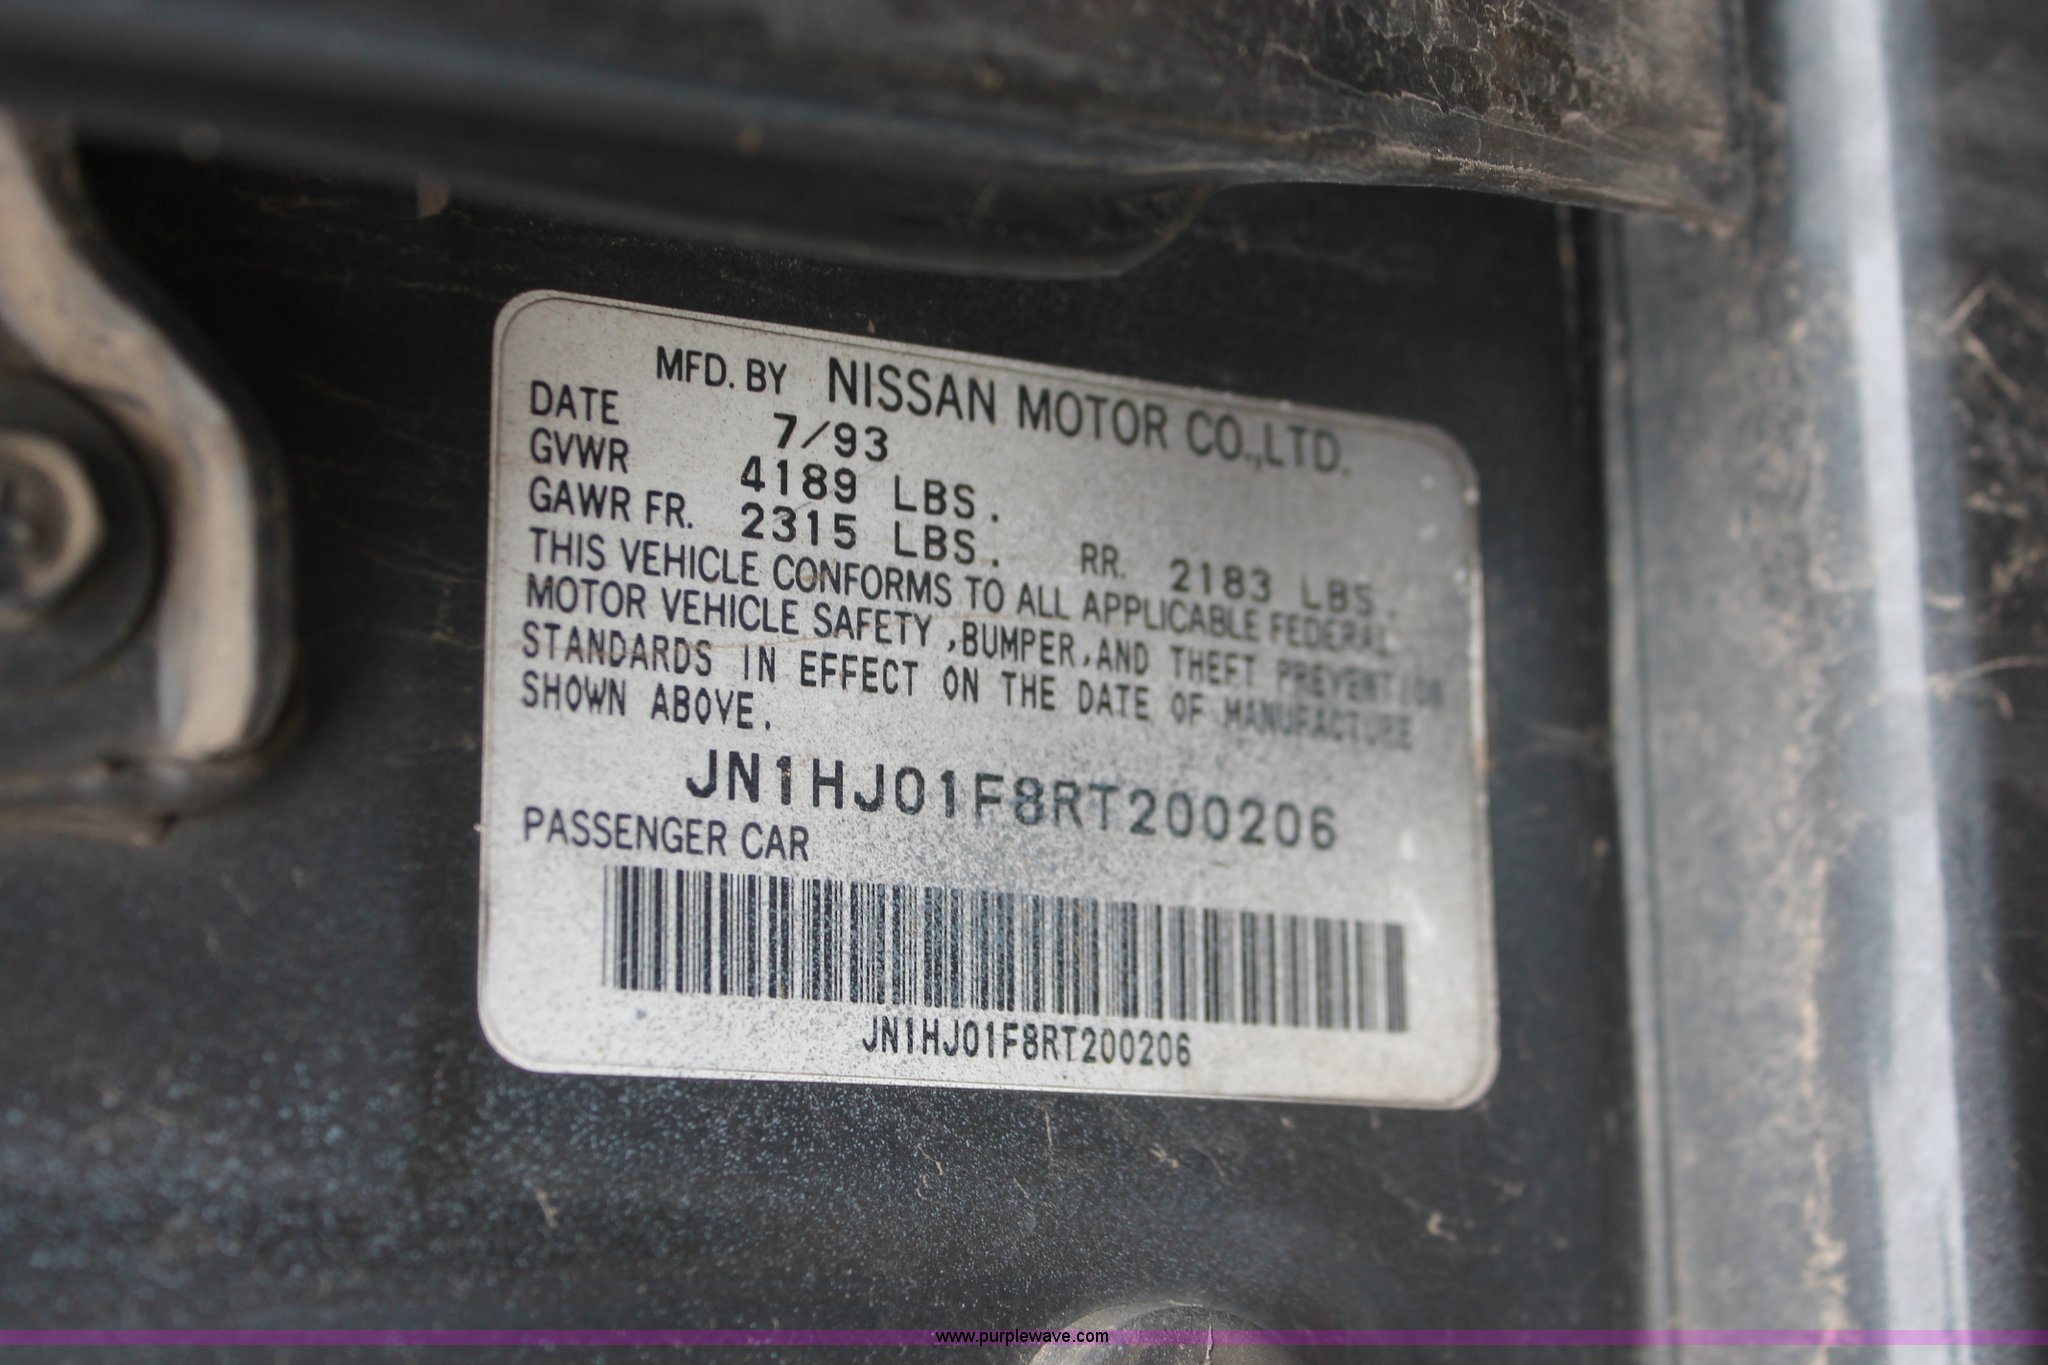 MFD. BY NISSAN MOTOR CO.,LTD.
DATE 7/93
GVWR 4189 LBS.
GAWR FR. 2315 LBS. RR. 2183 LBS.
THIS VEHICLE CONFORMS TO ALL APPLICABLE FEDERAL
MOTOR VEHICLE SAFETY ,BUMPER,AND THEFT PREVENTION
STANDARDS IN EFFECT ON THE DATE OF MANUFACTURE
SHOWN ABOVE.
JN1HJ01F8RT200206
PASSENGER CAR
JN1HJ01F8RT200206
www.purplewave.com